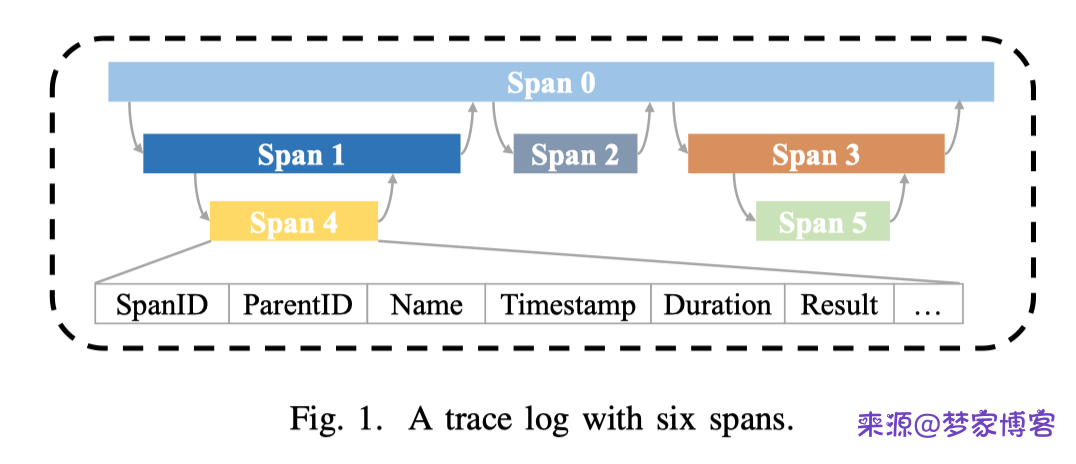 Span 0
Span 1 Span 2 Span 3
Span 4 Span 5
SpanID ParentID Name Timestamp Duration Result ...
Fig. 1. A trace log with six spans.
来源@梦家博客